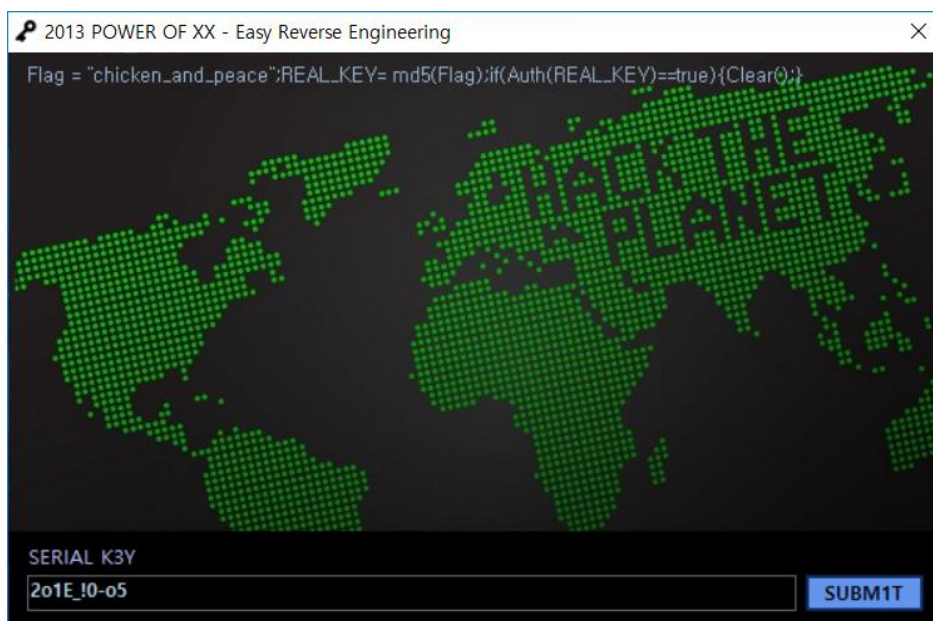 2013 POWER OF XX - Easy Reverse Engineering
Flag = "chicken_and_peace";REAL_KEY= md5(Flag);if(Auth(REAL_KEY)==true){Clear();}
HACK THE
PLANET
SERIAL K3Y
2o1E_!0-o5
SUBM1T